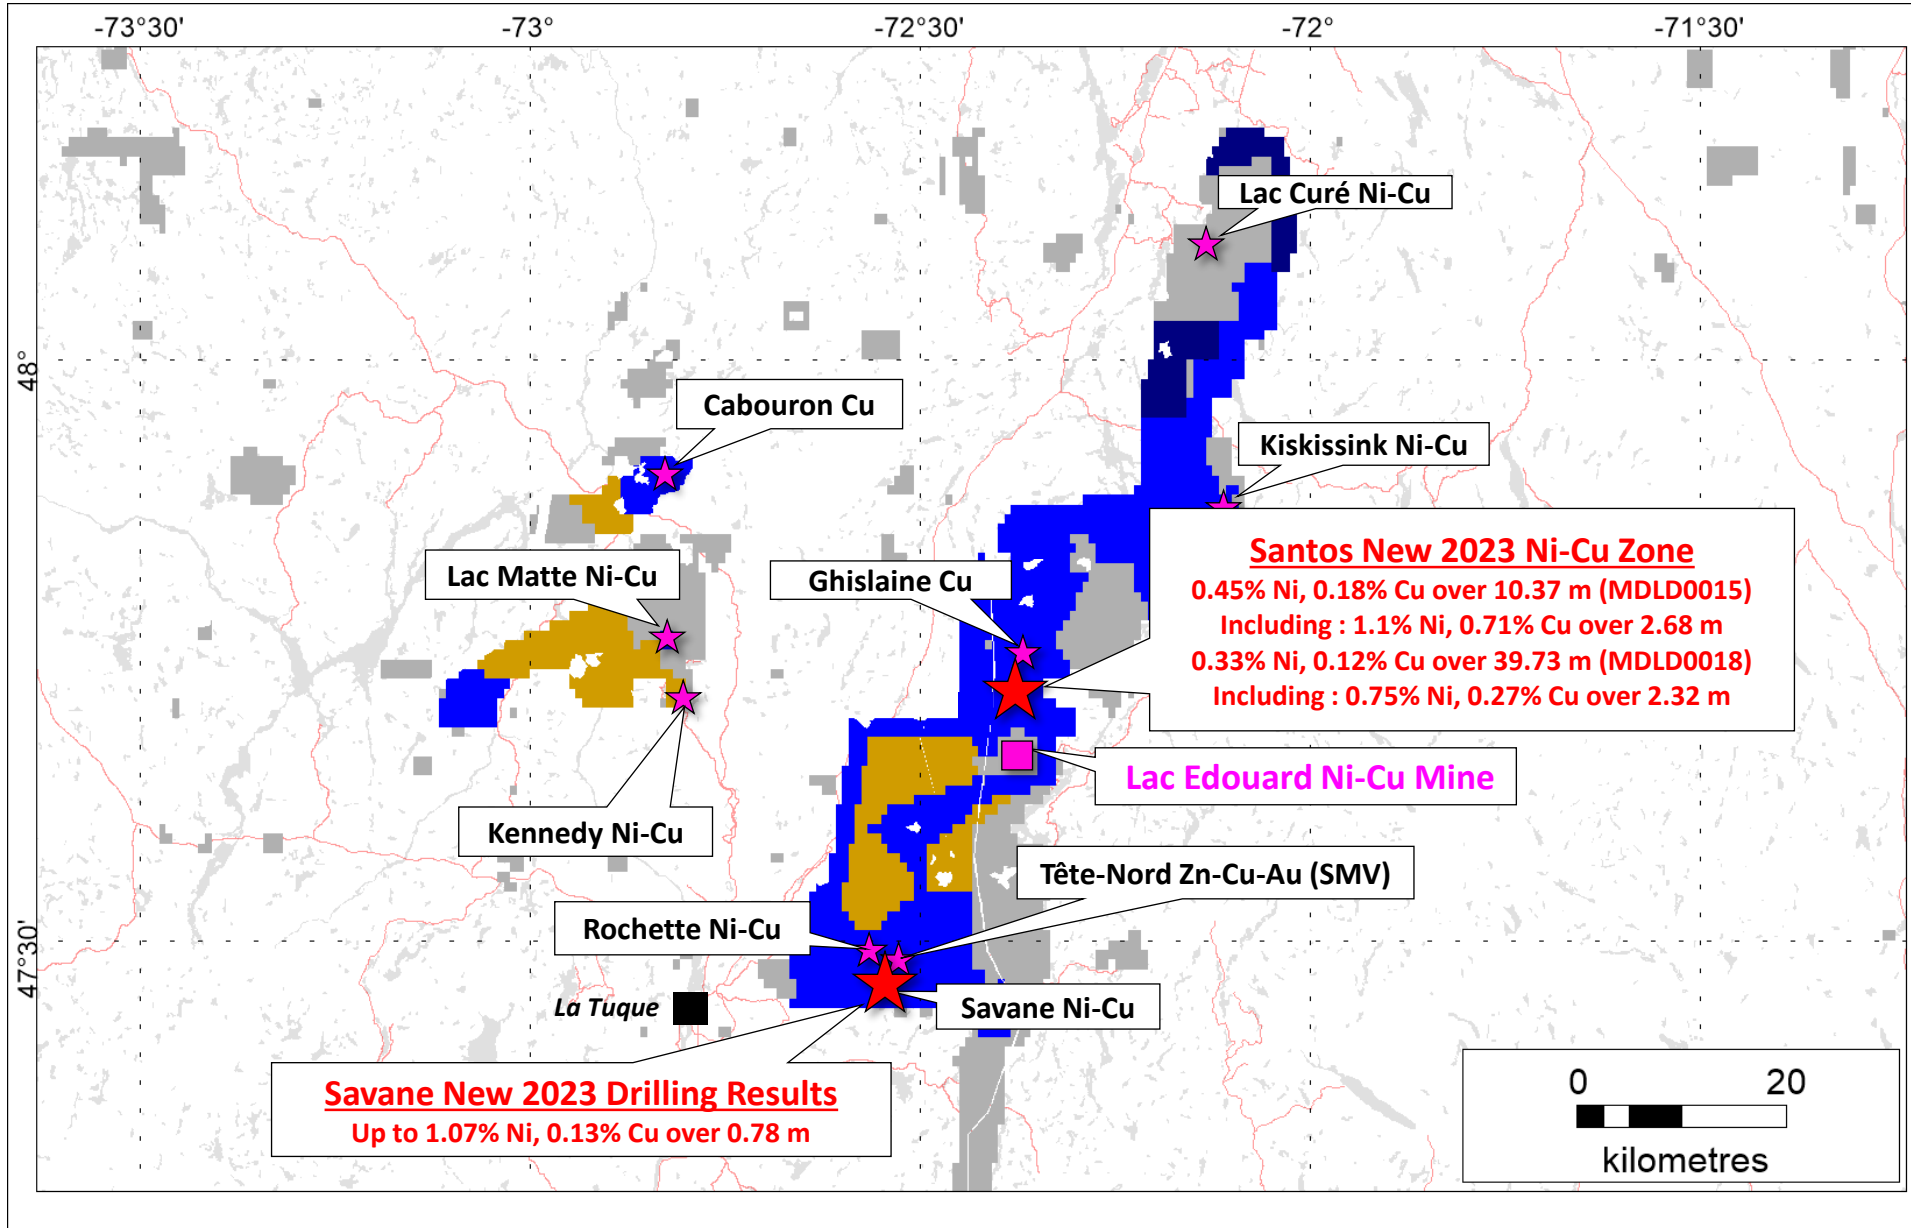 -73°30'
-73°
-72°30'
-72°
-71°30'
48°
47°30'
Lac Curé Ni-Cu
Cabouron Cu
Kiskissink Ni-Cu
Santos New 2023 Ni-Cu Zone
0.45% Ni, 0.18% Cu over 10.37 m (MDLD0015)
Including : 1.1% Ni, 0.71% Cu over 2.68 m
0.33% Ni, 0.12% Cu over 39.73 m (MDLD0018)
Including : 0.75% Ni, 0.27% Cu over 2.32 m
Lac Matte Ni-Cu
Ghislaine Cu
Lac Edouard Ni-Cu Mine
Kennedy Ni-Cu
Tête-Nord Zn-Cu-Au (SMV)
Rochette Ni-Cu
La Tuque
Savane Ni-Cu
Savane New 2023 Drilling Results
Up to 1.07% Ni, 0.13% Cu over 0.78 m
0 20
kilometres